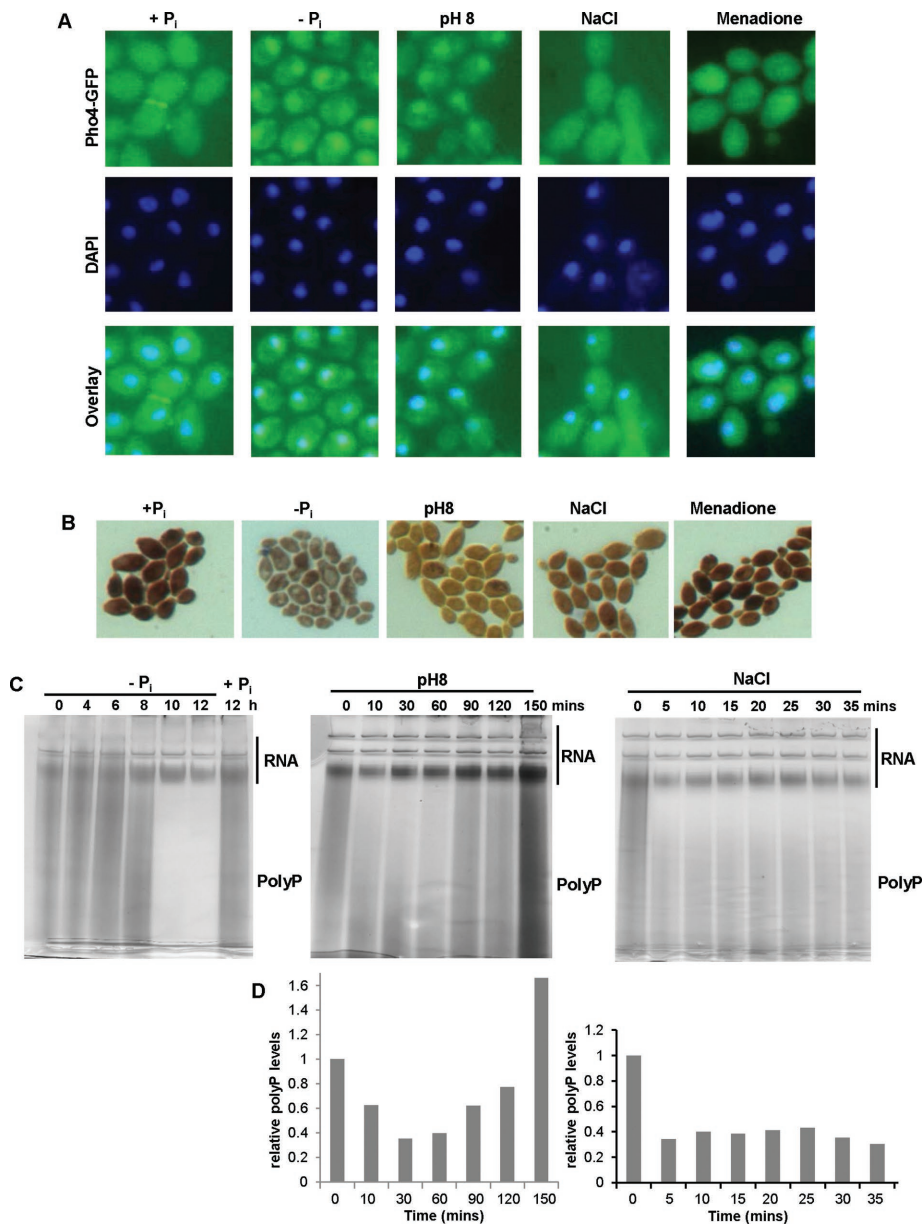 A
+ Pi
- Pi
pH 8
NaCl
Menadione
Pho4-GFP
DAPI
Overlay
B
+Pi
-Pi
pH8
NaCl
Menadione
C
- Pi + Pi
0 4 6 8 10 12 12 h
RNA
PolyP
pH8
0 10 30 60 90 120 150 mins
RNA
PolyP
NaCl
0 5 10 15 20 25 30 35 mins
RNA
PolyP
D
relative polyP levels
1.6
1.4
1.2
1
0.8
0.6
0.4
0.2
0
0 10 30 60 90 120 150
Time (mins)
relative polyP levels
1.2
1
0.8
0.6
0.4
0.2
0
0 5 10 15 20 25 30 35
Time (mins)